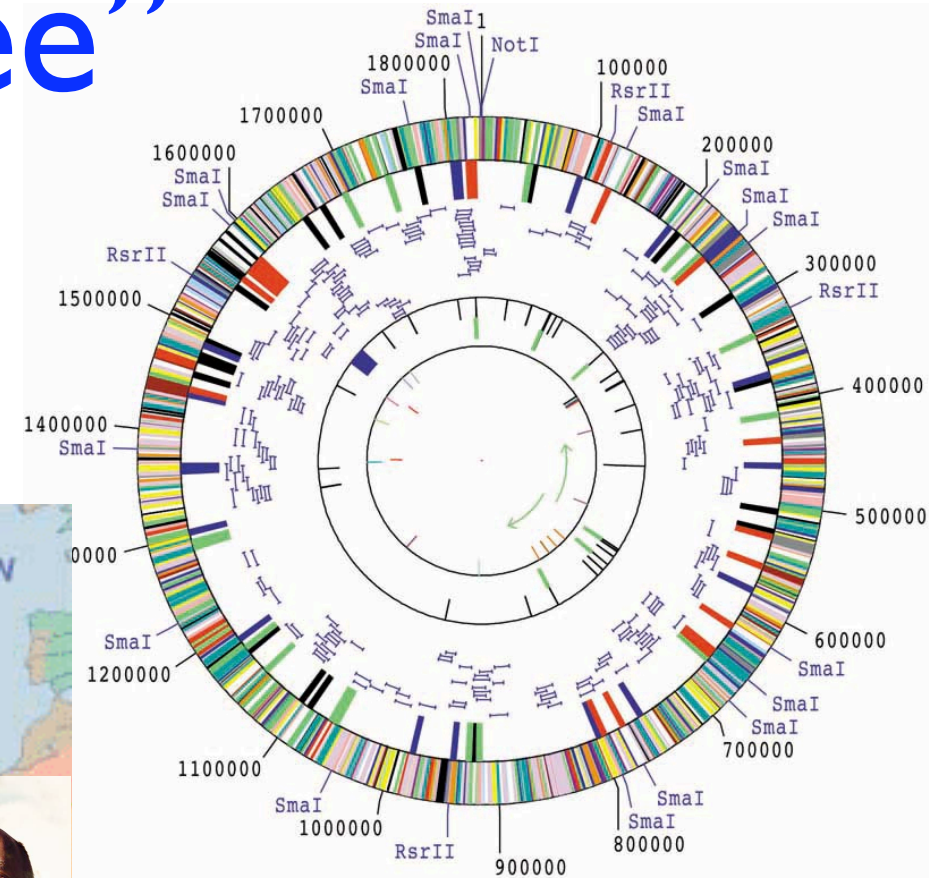 ee”
SmaI
1
SmaI
NotI
1800000
100000
SmaI
RsrII
SmaI
1700000
200000
1600000
SmaI
SmaI
SmaI
SmaI
SmaI
RsrII
300000
RsrII
1500000
400000
1400000
SmaI
500000
0000
SmaI
600000
1200000
SmaI
SmaI
SmaI
700000
1100000
SmaI
SmaI
1000000
SmaI
800000
RsrII
900000